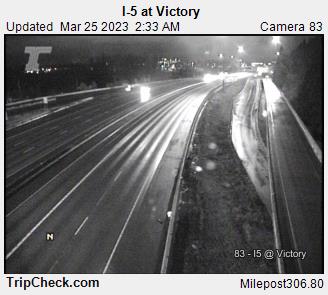 I-5 at Victory
Updated Mar 25 2023 2:33 AM Camera 83
T
N
83 - I5 @ Victory
TripCheck.com Milepost306.80